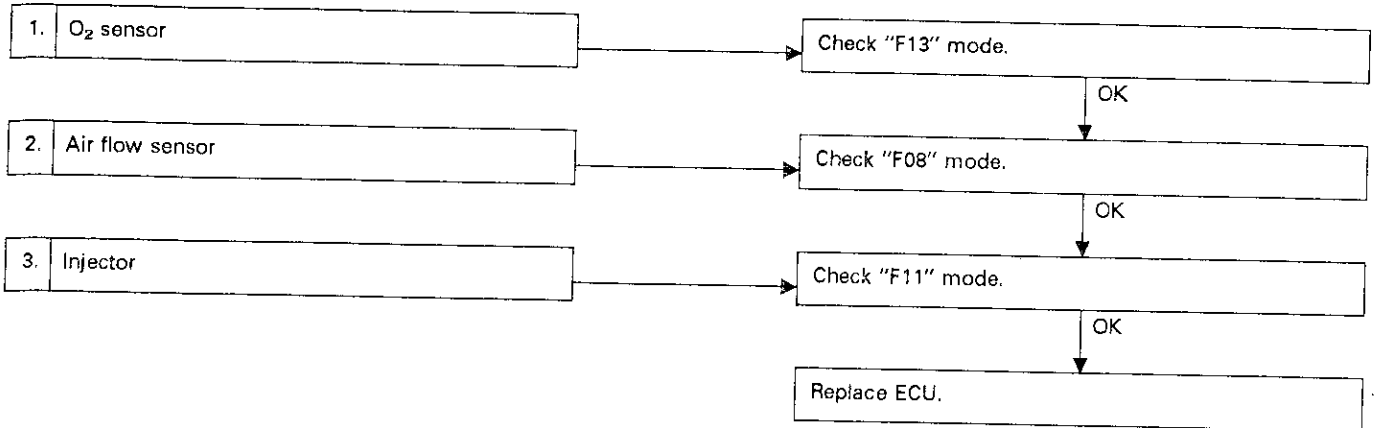 1. O₂ sensor
Check "F13" mode.
OK
2. Air flow sensor
Check "F08" mode.
OK
3. Injector
Check "F11" mode.
OK
Replace ECU.